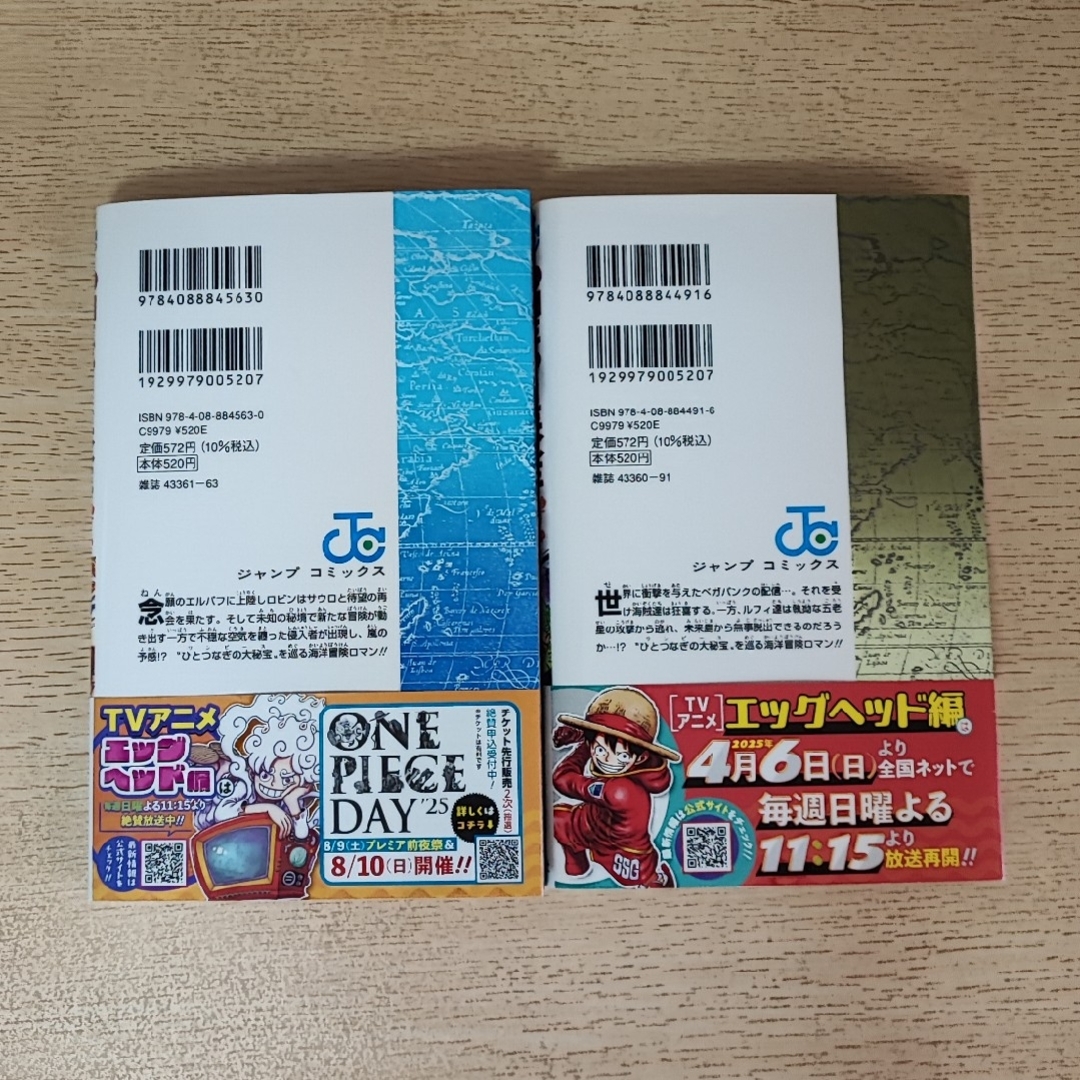 9784088845630
1929979005207
ISBN 978-4-08-884563-0
C9979 ¥520E
定価572円(10%税込)
本体520円
雑誌 43361-63
ジャンプ コミックス
念願のエルバフに上陸しロビンはサウロと待望の再
会を果たす。そして未知の秘境で新たな冒険が動
き出す一方で不穏な空気を纏った侵入者が出現し、嵐の
予感!? “ひとつなぎの大秘宝”を巡る海洋冒険ロマン!!
TVアニメ
エッグ
ヘッド編は
毎週日曜よる11:15より
絶賛放送中!!
最新情報は
公式サイトを
チェック!!
ONE
PIECE
DAY'25
チケット先行販売2次(抽選)
絶賛申込受付中!
詳しくは
コチラ↓
8/9(土)プレミア前夜祭&
8/10(日)開催!!
9784088844916
1929979005207
ISBN 978-4-08-884491-6
C9979 ¥520E
定価572円(10%税込)
本体520円
雑誌 43360-91
ジャンプ コミックス
世界に衝撃を与えたベガパンクの配信…。それを受
け海賊達は狂騒する。一方、ルフィ達は執拗な五老
星の攻撃から逃れ、未来島から無事脱出できるのだろう
か…!? “ひとつなぎの大秘宝”を巡る海洋冒険ロマン!!
[TVアニメ]エッグヘッド編は
2025年
4月6日(日)より
全国ネットで
毎週日曜よる
11:15より
放送再開!!
最新情報は公式サイトをチェック!!
SSG